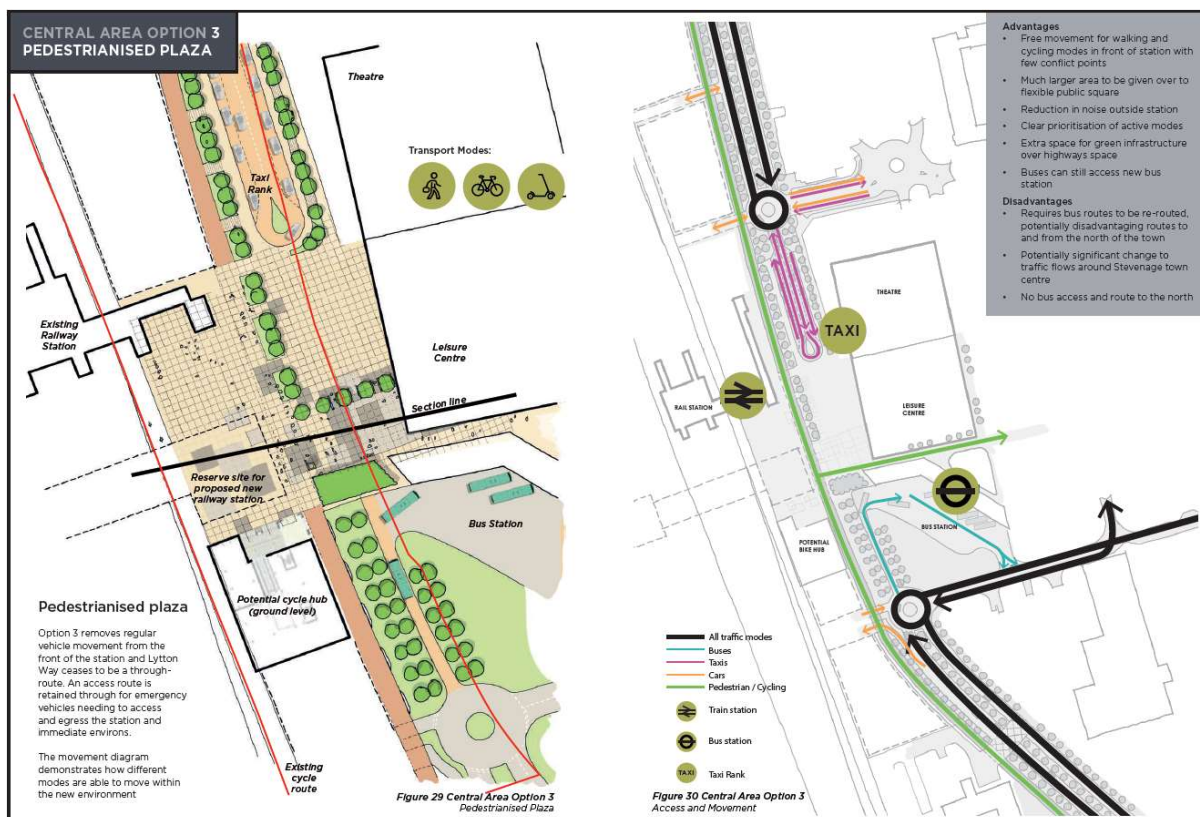 CENTRAL AREA OPTION 3
PEDESTRIANISED PLAZA
Theatre
Transport Modes:
Taxi
Rank
Existing
Railway
Station
Leisure
Centre
Section line
Reserve site for
proposed new
railway station
Bus Station
Potential cycle hub
(ground level)
Existing
cycle
route
Pedestrianised plaza
Option 3 removes regular
vehicle movement from the
front of the station and Lytton
Way ceases to be a through-
route. An access route is
retained through for emergency
vehicles needing to access
and egress the station and
immediate environs.
The movement diagram
demonstrates how different
modes are able to move within
the new environment
Figure 29 Central Area Option 3
Pedestrianised Plaza
THEATRE
TAXI
RAIL STATION
LEISURE
CENTRE
BUS STATION
POTENTIAL
BIKE HUB
All traffic modes
Buses
Taxis
Cars
Pedestrian / Cycling
Train station
Bus station
TAXI Taxi Rank
Figure 30 Central Area Option 3
Access and Movement
Advantages
• Free movement for walking and
cycling modes in front of station with
few conflict points
• Much larger area to be given over to
flexible public square
• Reduction in noise outside station
• Clear prioritisation of active modes
• Extra space for green infrastructure
over highways space
• Buses can still access new bus
station
Disadvantages
• Requires bus routes to be re-routed,
potentially disadvantaging routes to
and from the north of the town
• Potentially significant change to
traffic flows around Stevenage town
centre
• No bus access and route to the north